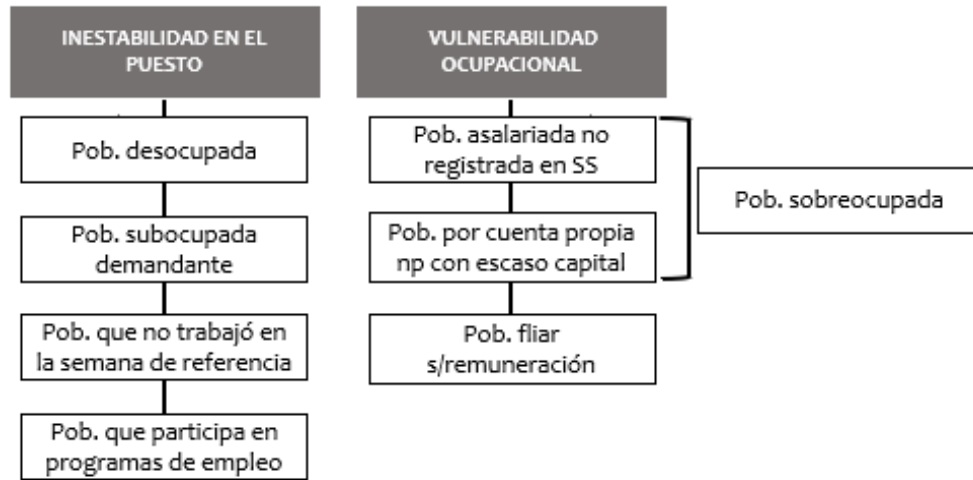 INESTABILIDAD EN EL
PUESTO
Pob. desocupada
Pob. subocupada
demandante
Pob. que no trabajó en
la semana de referencia
Pob. que participa en
programas de empleo
VULNERABILIDAD
OCUPACIONAL
Pob. asalariada no
registrada en SS
Pob. por cuenta propia
np con escaso capital
Pob. fliar
s/remuneración
Pob. sobreocupada